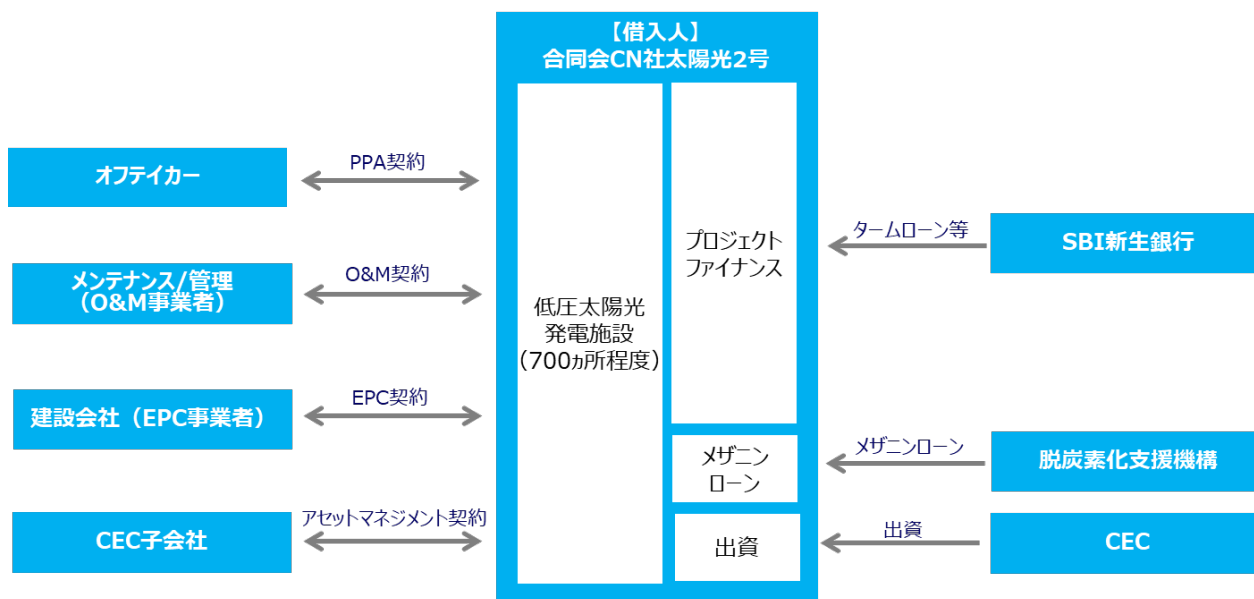 【借入人】
合同会CN社太陽光2号
オフテイカー
PPA契約
メンテナンス/管理
（O&M事業者）
O&M契約
建設会社（EPC事業者）
EPC契約
CEC子会社
アセットマネジメント契約
低圧太陽光
発電施設
（700ヵ所程度）
プロジェクト
ファイナンス
メザニン
ローン
出資
タームローン等
SBI新生銀行
メザニンローン
脱炭素化支援機構
出資
CEC